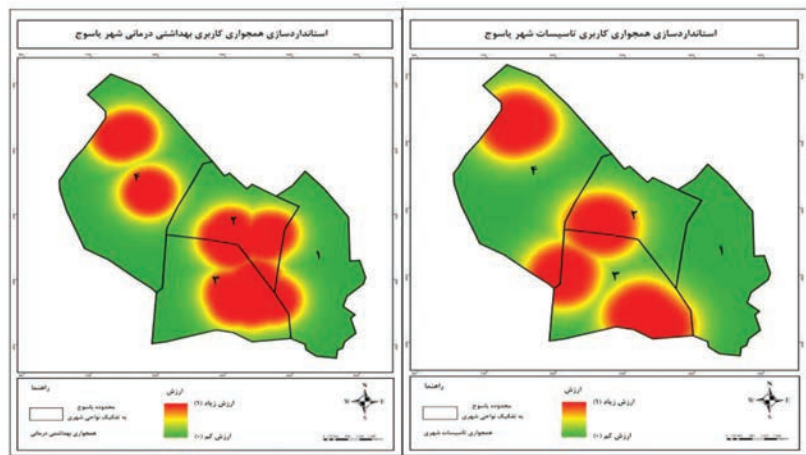 استانداردسازی همجواری کاربری تاسیسات شهر یاسوج
۴
۲
۳
۱
راهنما
محدوده یاسوج
به تفکیک نواحی شهری
همجواری تاسیسات شهری
ارزش
ارزش زیاد (۱)
ارزش کم (۰)
N
W
E
S
استانداردسازی همجواری کاربری بهداشتی درمانی شهر یاسوج
۴
۲
۳
۱
راهنما
محدوده یاسوج
به تفکیک نواحی شهری
همجواری بهداشتی درمانی
ارزش
ارزش زیاد (۱)
ارزش کم (۰)
N
W
E
S